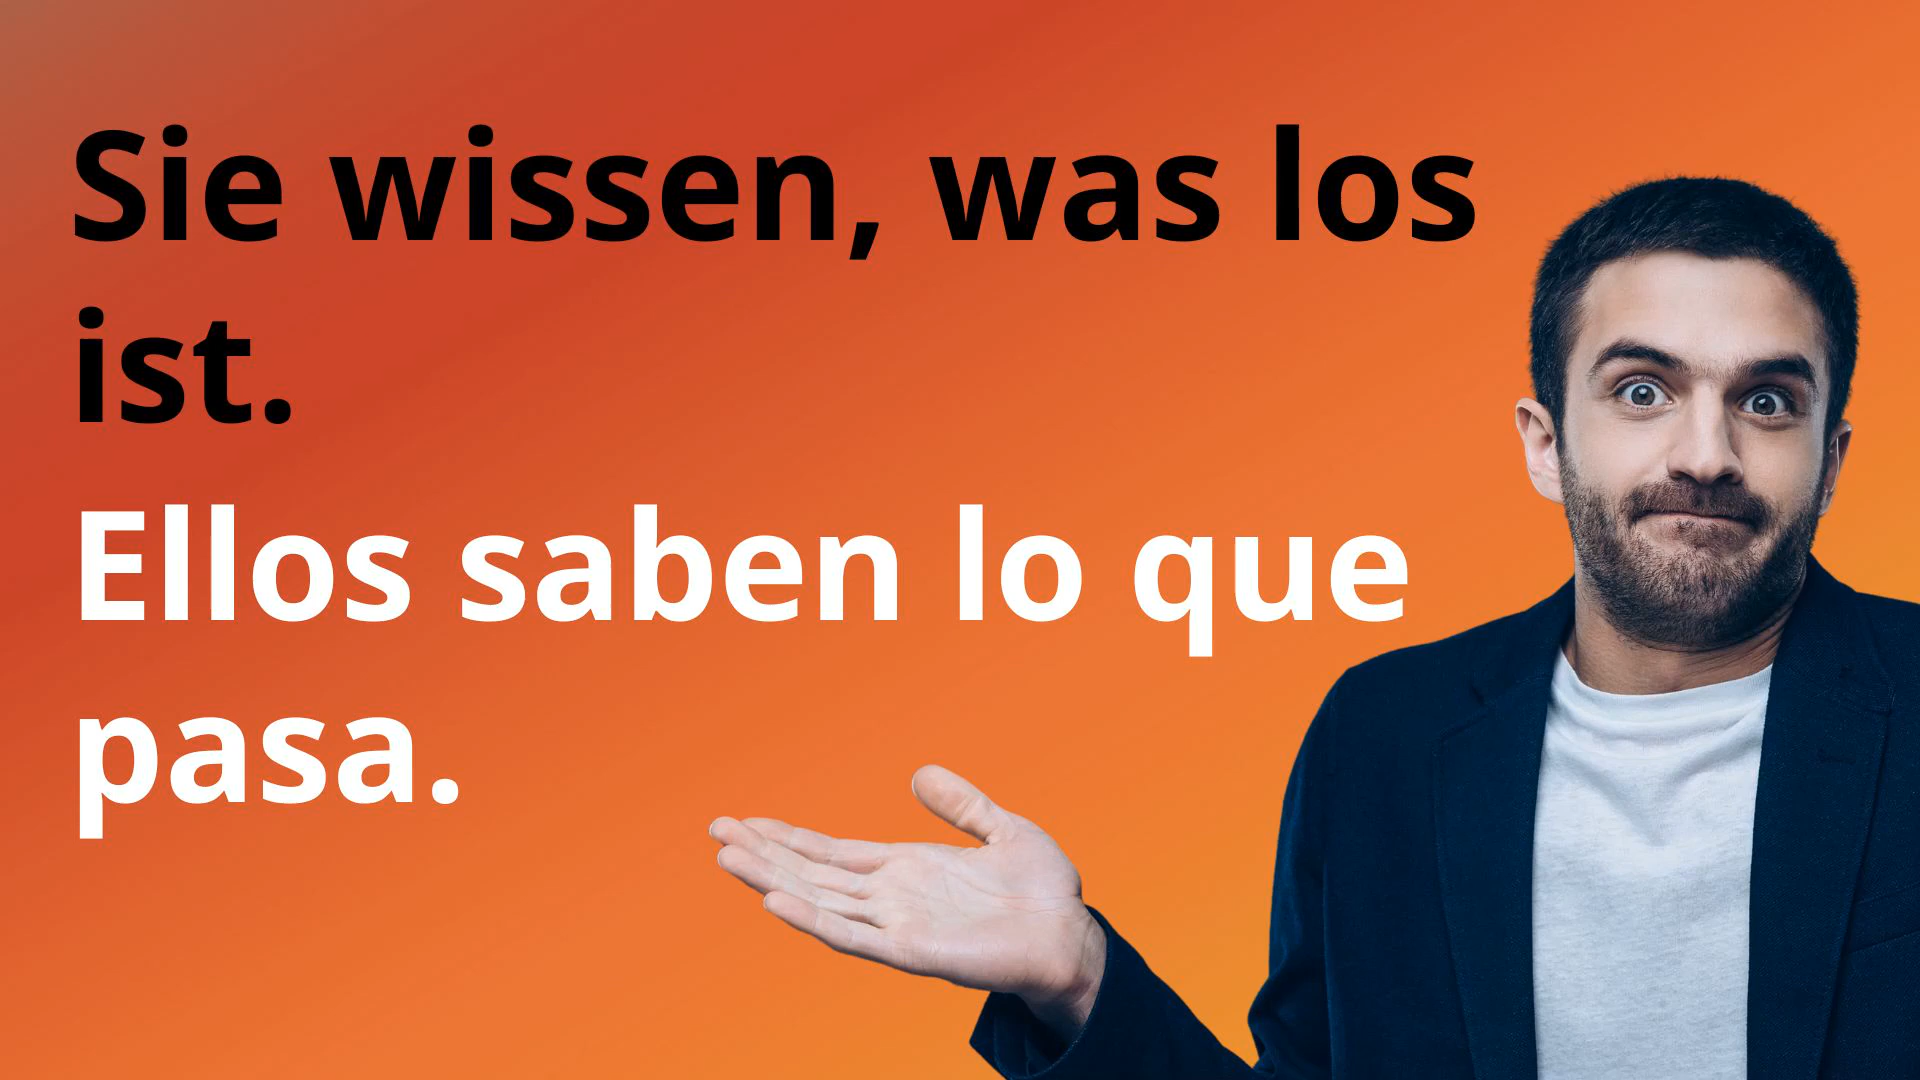 Sie wissen, was los
ist.
Ellos saben lo que
pasa.